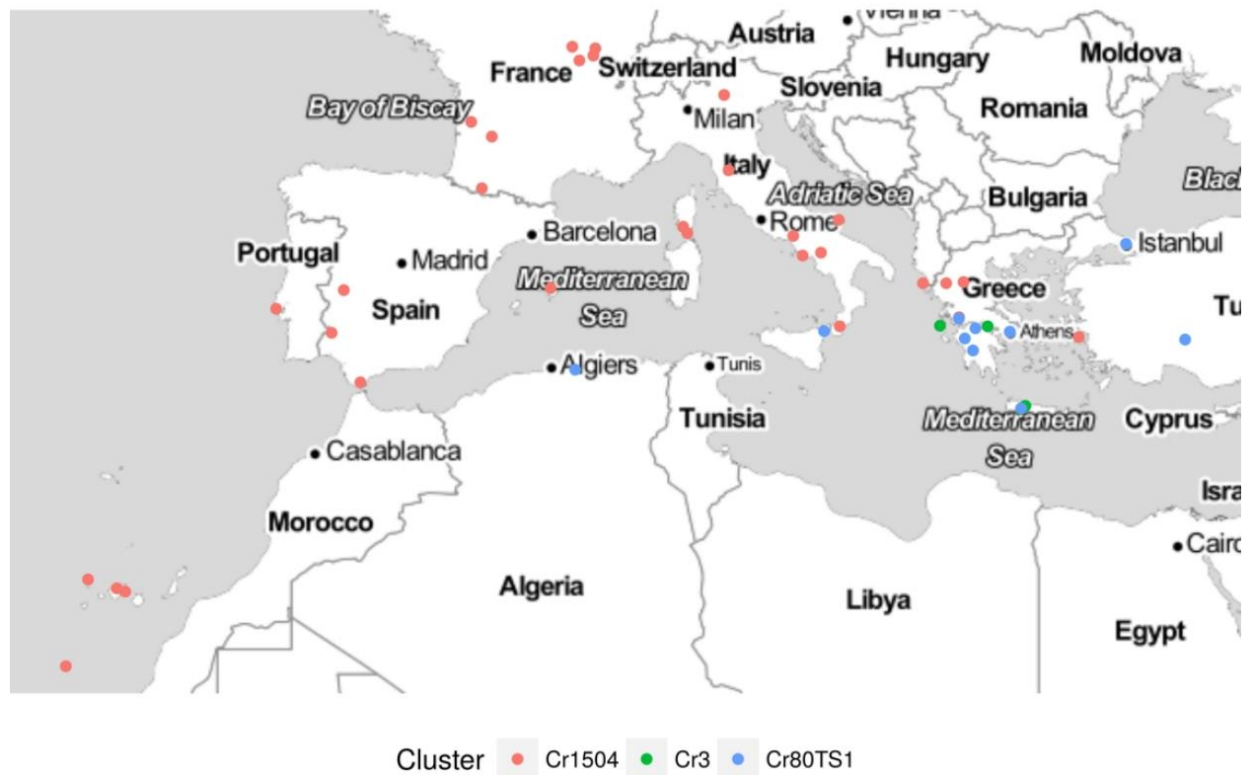 Vienna
Austria
Moldova
Hungary
France
Switzerland
Slovenia
Bay of Biscay
Romania
Milan
Italy
Adriatic Sea
Bulgaria
Blac
Rome
Barcelona
Istanbul
Portugal
Madrid
Mediterranean
Sea
Greece
Spain
Tu
Athens
Algiers
Tunis
Tunisia
Mediterranean
Sea
Cyprus
Casablanca
Isra
Morocco
Cairo
Algeria
Libya
Egypt
Cluster Cr1504 Cr3 Cr80TS1